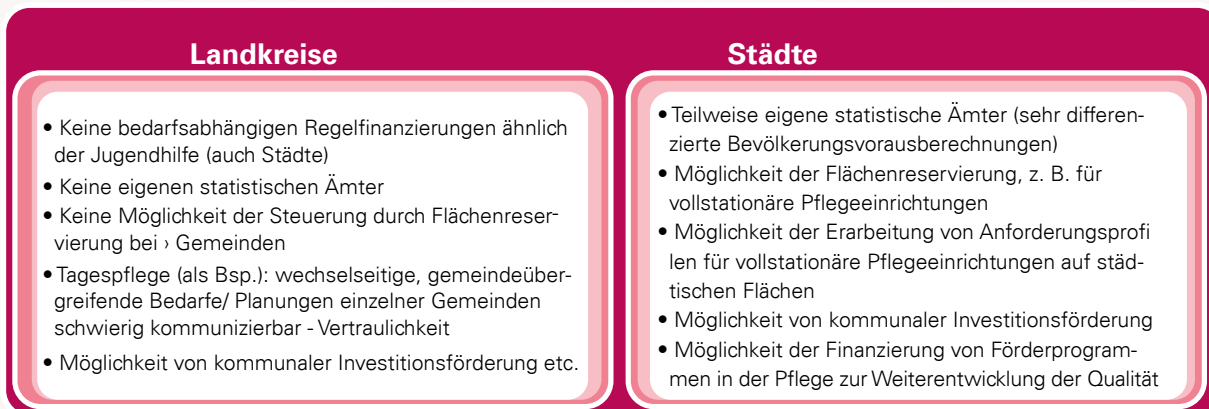 Landkreise
• Keine bedarfsabhängigen Regelfinanzierungen ähnlich
der Jugendhilfe (auch Städte)
• Keine eigenen statistischen Ämter
• Keine Möglichkeit der Steuerung durch Flächenreser-
vierung bei › Gemeinden
• Tagespflege (als Bsp.): wechselseitige, gemeindeüber-
greifende Bedarfe/ Planungen einzelner Gemeinden
schwierig kommunizierbar - Vertraulichkeit
• Möglichkeit von kommunaler Investitionsförderung etc.
Städte
• Teilweise eigene statistische Ämter (sehr differen-
zierte Bevölkerungsvorausberechnungen)
• Möglichkeit der Flächenreservierung, z. B. für
vollstationäre Pflegeeinrichtungen
• Möglichkeit der Erarbeitung von Anforderungsprofi
len für vollstationäre Pflegeeinrichtungen auf städ-
tischen Flächen
• Möglichkeit von kommunaler Investitionsförderung
• Möglichkeit der Finanzierung von Förderprogram-
men in der Pflege zur Weiterentwicklung der Qualität